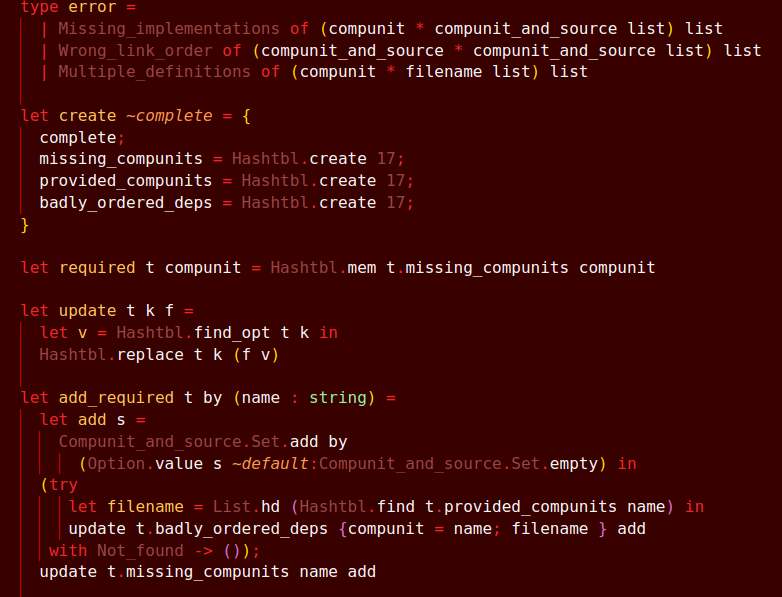 type error =
  | Missing_implementations of (compunit * compunit_and_source list) list
  | Wrong_link_order of (compunit_and_source * compunit_and_source list) list
  | Multiple_definitions of (compunit * filename list) list

let create ~complete = {
  complete;
  missing_compunits = Hashtbl.create 17;
  provided_compunits = Hashtbl.create 17;
  badly_ordered_deps = Hashtbl.create 17;
}

let required t compunit = Hashtbl.mem t.missing_compunits compunit

let update t k f =
  let v = Hashtbl.find_opt t k in
  Hashtbl.replace t k (f v)

let add_required t by (name : string) =
  let add s =
    Compunit_and_source.Set.add by
      (Option.value s ~default:Compunit_and_source.Set.empty) in
  (try
     let filename = List.hd (Hashtbl.find t.provided_compunits name) in
     update t.badly_ordered_deps {compunit = name; filename } add
   with Not_found -> ());
  update t.missing_compunits name add